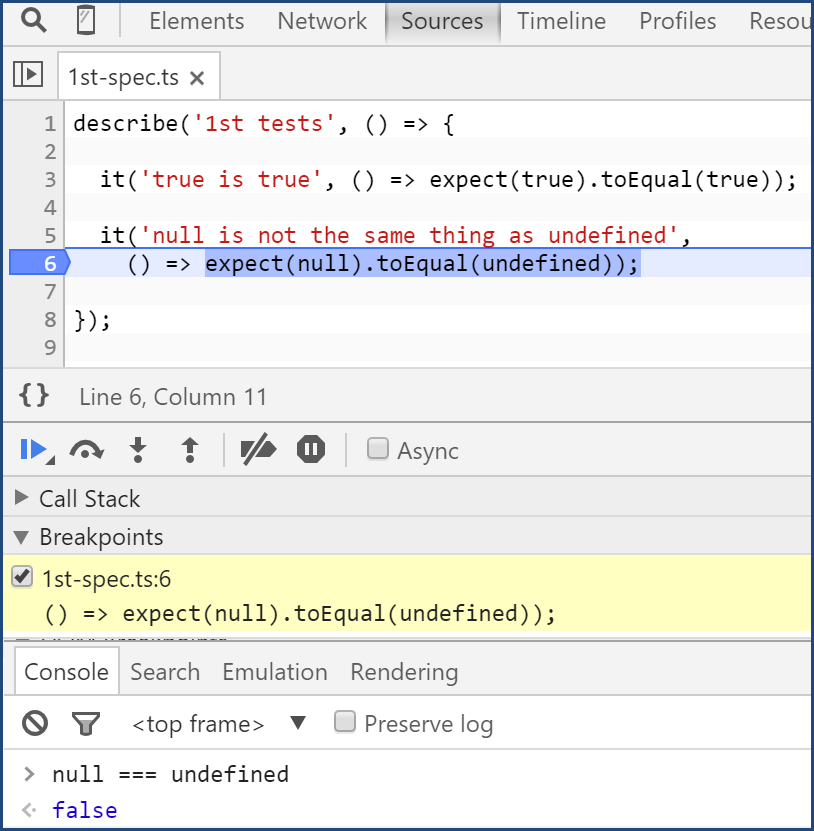 Elements Network Sources Timeline Profiles Resou
1st-spec.ts ×
1 describe('1st tests', () => {
2
3 it('true is true', () => expect(true).toEqual(true));
4
5 it('null is not the same thing as undefined',
6 () => expect(null).toEqual(undefined));
7
8 });
9
{} Line 6, Column 11
Async
Call Stack
Breakpoints
1st-spec.ts:6
() => expect(null).toEqual(undefined));
Console Search Emulation Rendering
<top frame> ▼ Preserve log
> null === undefined
false